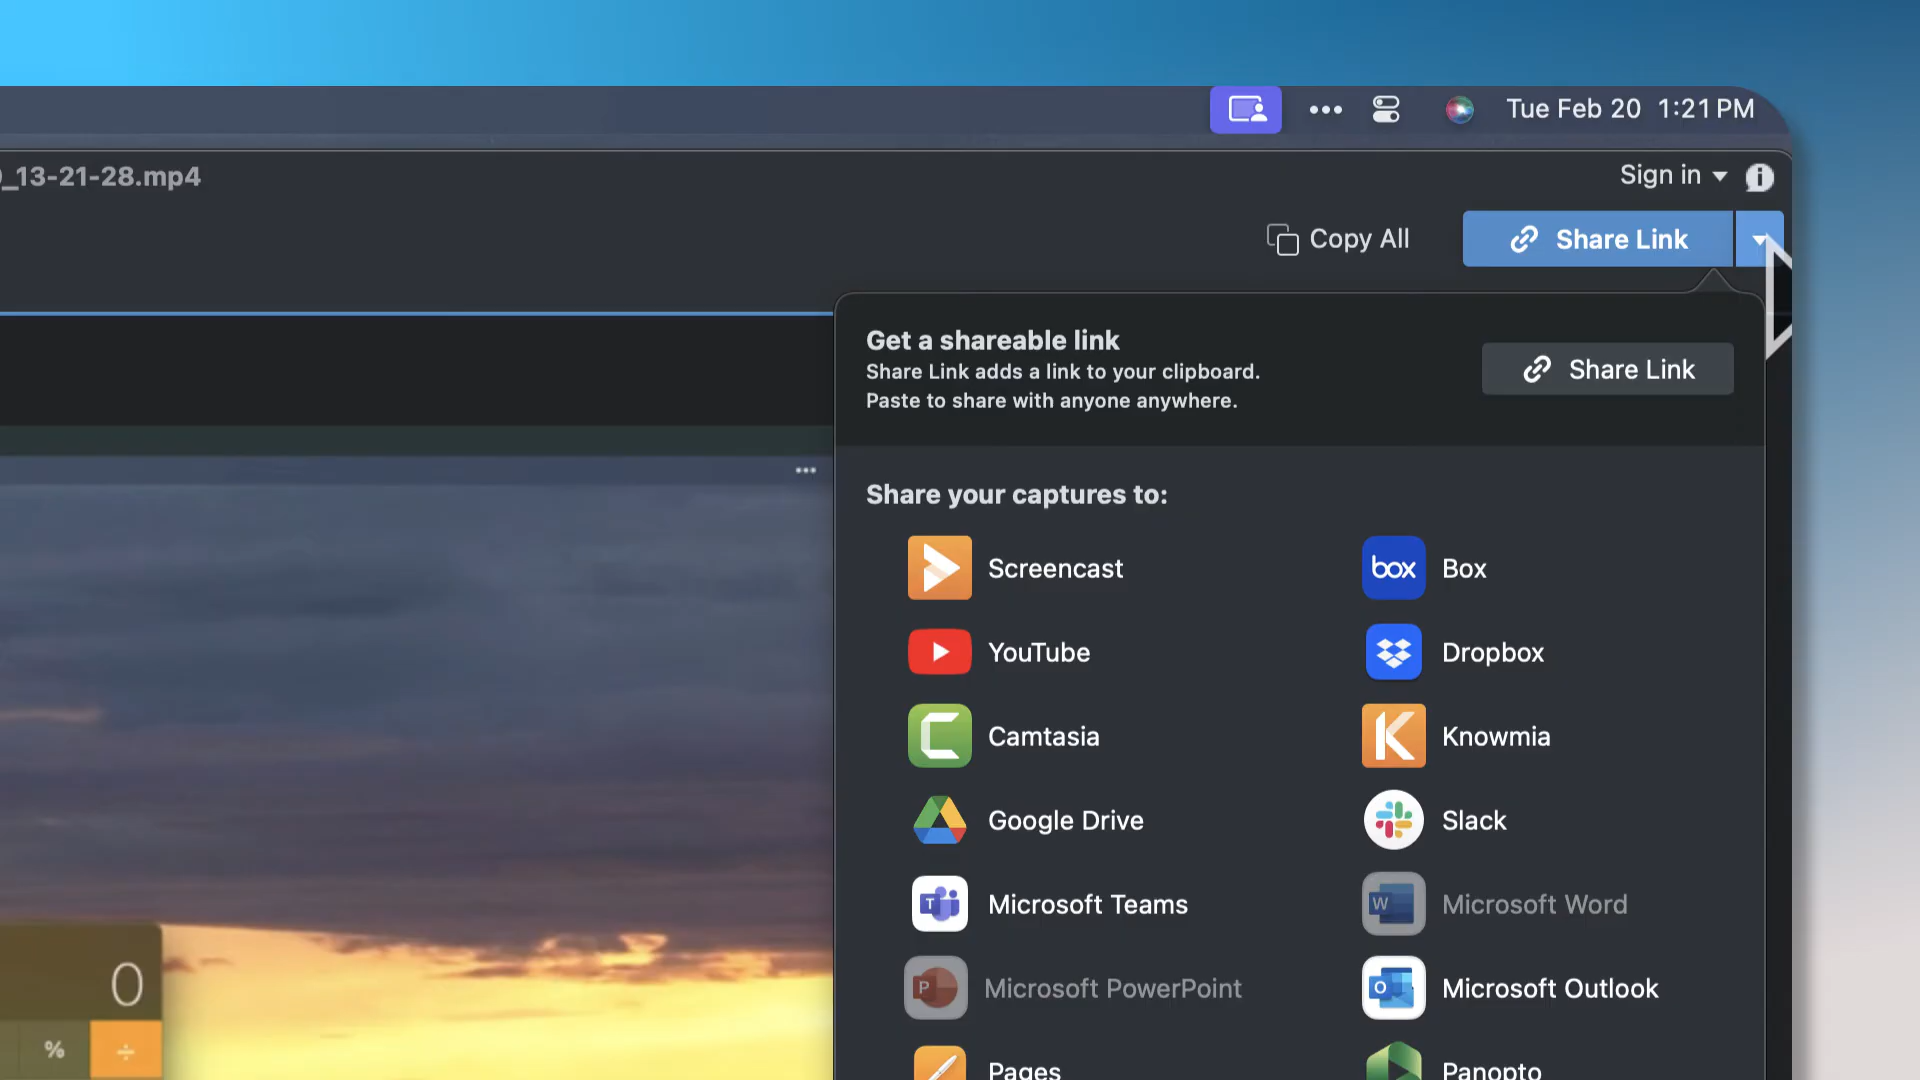 Tue Feb 20 1:21 PM
_13-21-28.mp4
Sign in
Copy All
Share Link
Get a shareable link
Share Link adds a link to your clipboard.
Paste to share with anyone anywhere.
Share Link
Share your captures to:
Screencast
box
Box
YouTube
Dropbox
Camtasia
Knowmia
Google Drive
Slack
T
Microsoft Teams
W
Microsoft Word
P
Microsoft PowerPoint
O
Microsoft Outlook
0
%
÷
Pages
Panopto